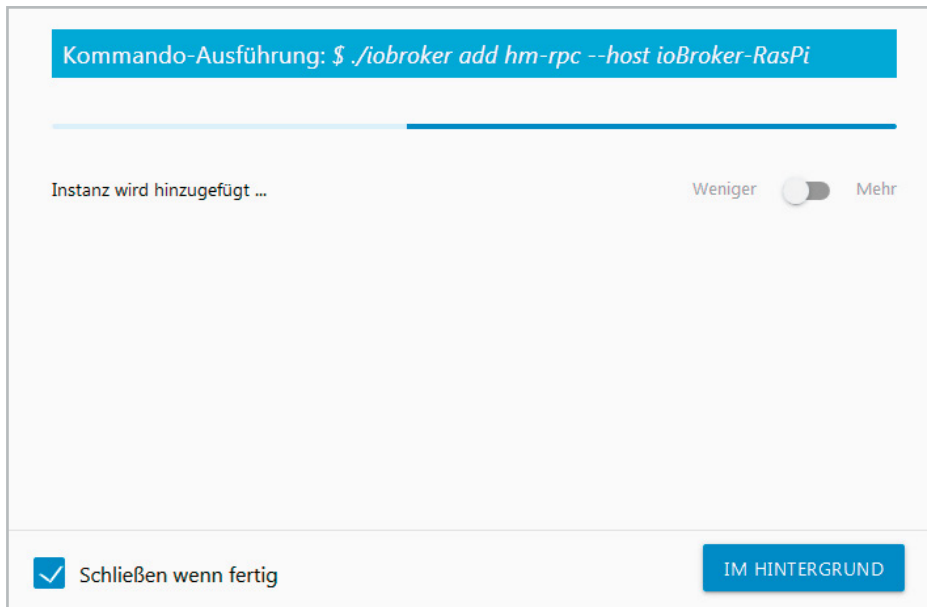 Kommando-Ausführung: $ ./iobroker add hm-rpc --host ioBroker-RasPi
Instanz wird hinzugefügt ...
Weniger Mehr
Schließen wenn fertig
IM HINTERGRUND